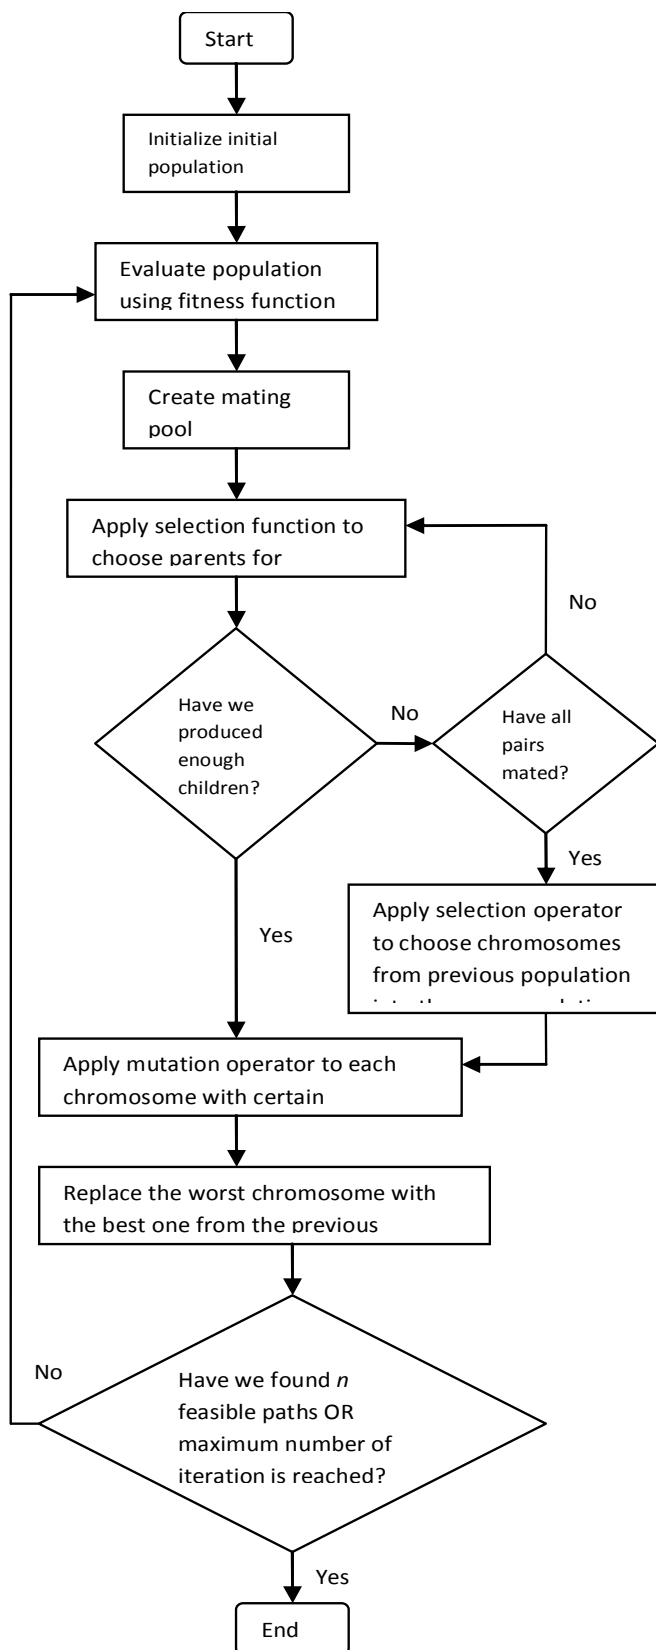 Start
Initialize initial
population
Evaluate population
using fitness function
Create mating
pool
Apply selection function to
choose parents for
No
Have we
produced
enough
children?
No
Have all
pairs
mated?
Yes
Yes
Apply selection operator
to choose chromosomes
from previous population
Apply mutation operator to each
chromosome with certain
Replace the worst chromosome with
the best one from the previous
No
Have we found n
feasible paths OR
maximum number of
iteration is reached?
Yes
End